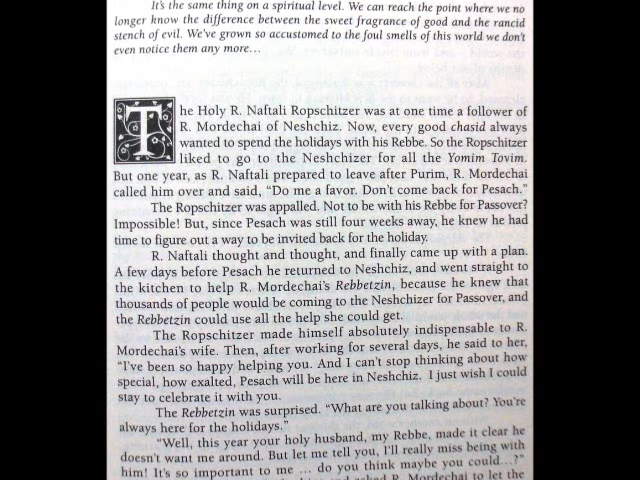 It's the same thing on a spiritual level. We can reach the point where we no
longer know the difference between the sweet fragrance of good and the rancid
stench of evil. We've grown so accustomed to the foul smells of this world we don't
even notice them any more…
The Holy R. Naftali Ropschitzer was at one time a follower of
R. Mordechai of Neshchiz. Now, every good chasid always
wanted to spend the holidays with his Rebbe. So the Ropschitzer
liked to go to the Neshchizer for all the Yomim Tovim.
But one year, as R. Naftali prepared to leave after Purim, R. Mordechai
called him over and said, "Do me a favor. Don't come back for Pesach."
The Ropschitzer was appalled. Not to be with his Rebbe for Passover?
Impossible! But, since Pesach was still four weeks away, he knew he had
time to figure out a way to be invited back for the holiday.
R. Naftali thought and thought, and finally came up with a plan.
A few days before Pesach he returned to Neshchiz, and went straight to
the kitchen to help R. Mordechai's Rebbetzin, because he knew that
thousands of people would be coming to the Neshchizer for Passover, and
the Rebbetzin could use all the help she could get.
The Ropschitzer made himself absolutely indispensable to R.
Mordechai's wife. Then, after working for several days, he said to her,
"I've been so happy helping you. And I can't stop thinking about how
special, how exalted, Pesach will be here in Neshchiz. I just wish I could
stay to celebrate it with you.
The Rebbetzin was surprised. "What are you talking about? You're
always here for the holidays."
"Well, this year your holy husband, my Rebbe, made it clear he
doesn't want me around. But let me tell you, I'll really miss being with
him! It's so important to me … do you think maybe you could…?"
and asked R. Mordechai to let the